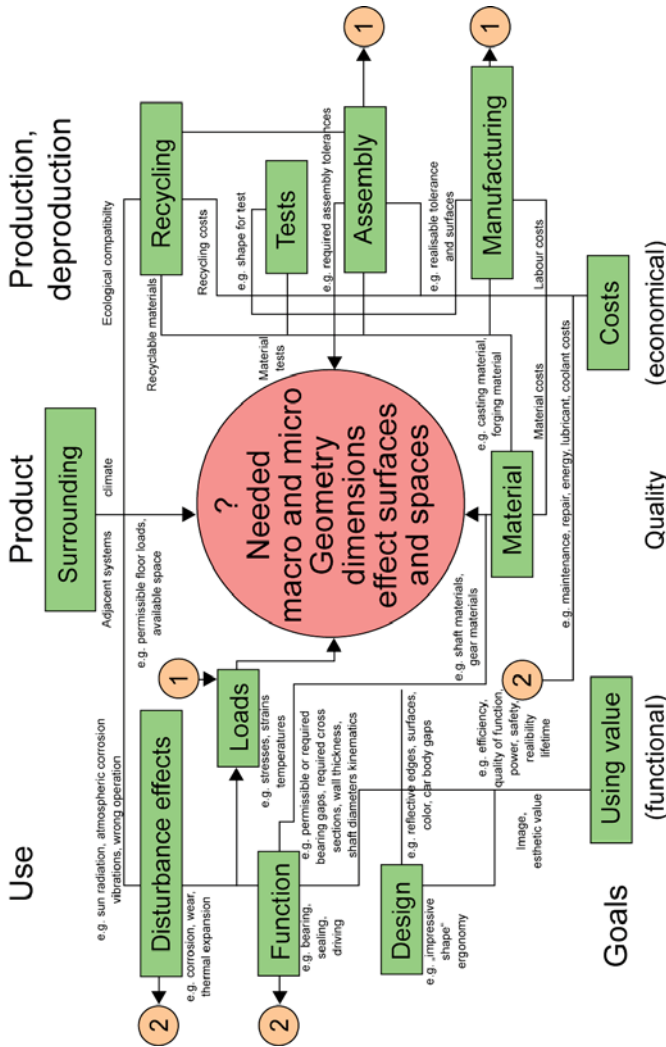 Use
Product
Production,
deproduction
e.g. sun radiation, atmospheric corrosion
vibrations, wrong operation
Disturbance effects
2
e.g. corrosion, wear,
thermal expansion
Surrounding
Adjacent systems
climate
e.g. permissible floor loads,
available space
Ecological compatibilty
Recycling
Recyclable materials
Recycling costs
1
Loads
e.g. stresses, strains
temperatures
Function
2
e.g. bearing,
sealing,
driving
e.g. permissible or required
bearing gaps, required cross
sections, wall thickness,
shaft diameters kinematics
?
Needed
macro and micro
Geometry
dimensions
effect surfaces
and spaces
e.g. shape for test
Tests
Material
tests
e.g. required assembly tolerances
Assembly
1
Design
e.g. „impressive
shape“
ergonomy
e.g. reflective edges, surfaces,
color, car body gaps
e.g. shaft materials,
gear materials
Material
e.g. casting material,
forging material
e.g. realisable tolerance
and surfaces
Manufacturing
1
Labour costs
Material costs
e.g. efficiency,
quality of function,
power, safety,
realibility
lifetime
2
e.g. maintenance, repair, energy, lubricant, coolant costs
Image,
esthetic value
Using value
Costs
Goals
(functional)
Quality
(economical)